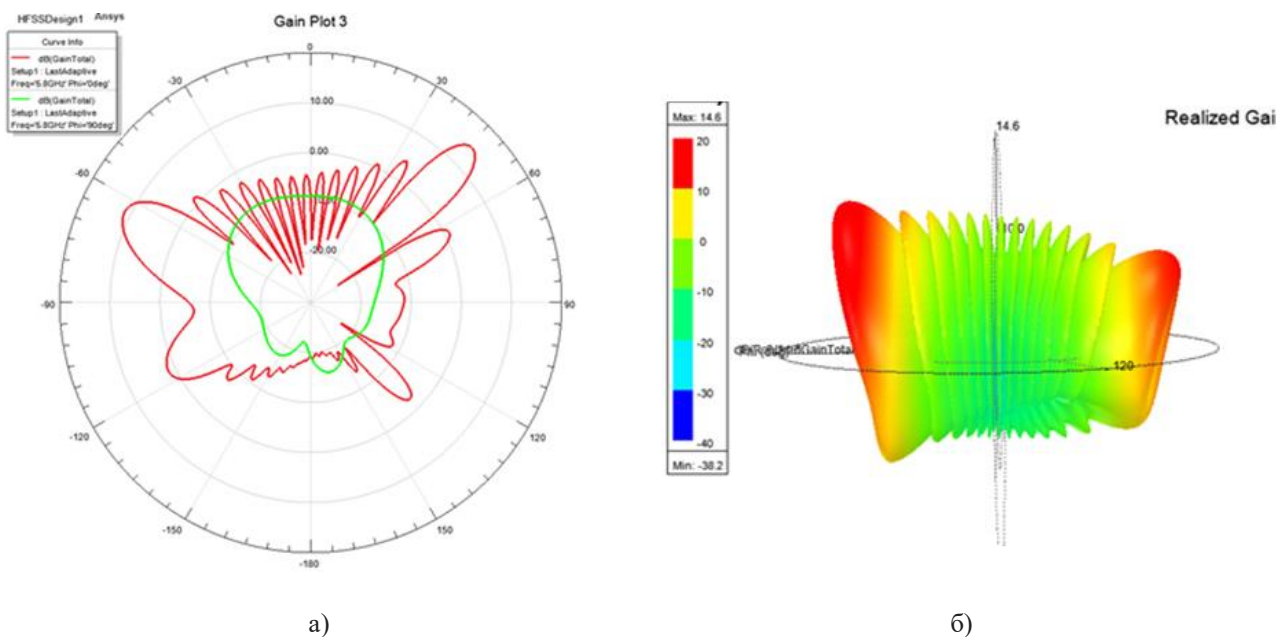 HFSSDesign1 Ansys
Gain Plot 3
Curve Info
dB(GainTotal)
Setup1 : LastAdaptive
Freq='5.8GHz' Phi='0deg'
dB(GainTotal)
Setup1 : LastAdaptive
Freq='5.8GHz' Phi='90deg'
0
-30
30
10.00
-60
0.00
60
-20.00
-90
90
-120
120
-150
150
-180
Max: 14.6
20
10
0
-10
-20
-30
-40
Min: -38.2
14.6
Realized Gai
120
а)
б)